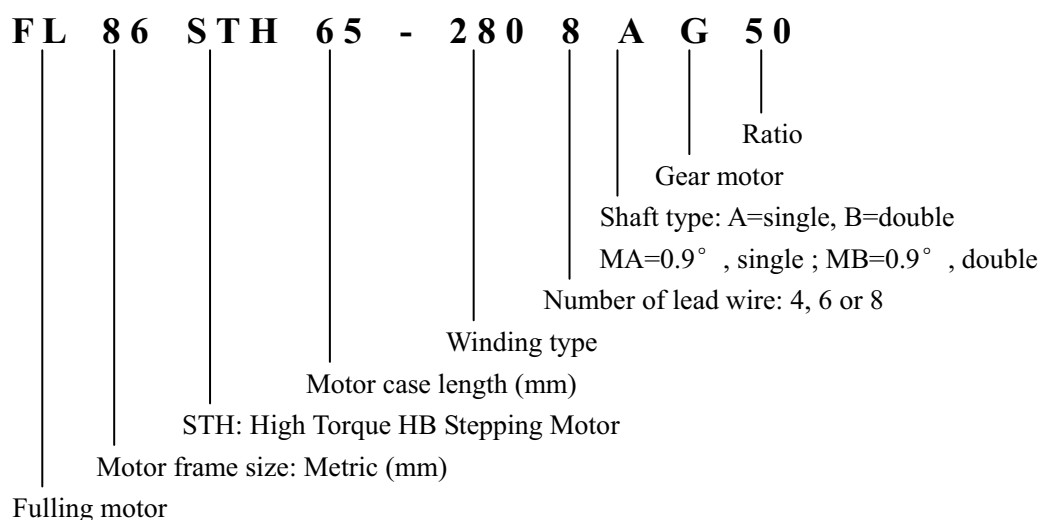 FL 86 STH 65 - 280 8 A G 50
Ratio
Gear motor
Shaft type: A=single, B=double
MA=0.9° , single ; MB=0.9° , double
Number of lead wire: 4, 6 or 8
Winding type
Motor case length (mm)
STH: High Torque HB Stepping Motor
Motor frame size: Metric (mm)
Fulling motor